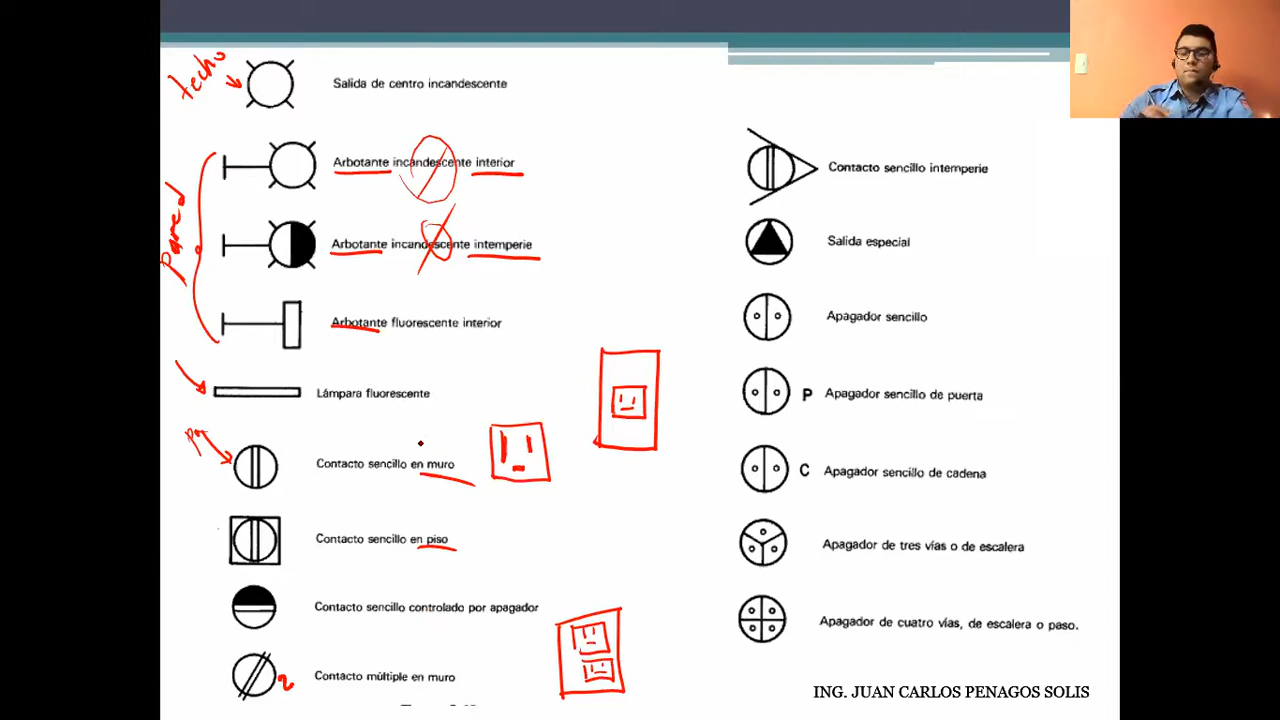 techo
Salida de centro incandescente
Pared
Arbotante incandescente interior
Arbotante incandescente intemperie
Arbotante fluorescente interior
Lámpara fluorescente
Contacto sencillo en muro
Contacto sencillo en piso
Contacto sencillo controlado por apagador
2
Contacto múltiple en muro
Contacto sencillo intemperie
Salida especial
Apagador sencillo
P Apagador sencillo de puerta
C Apagador sencillo de cadena
Apagador de tres vías o de escalera
Apagador de cuatro vías, de escalera o paso.
ING. JUAN CARLOS PENAGOS SOLIS